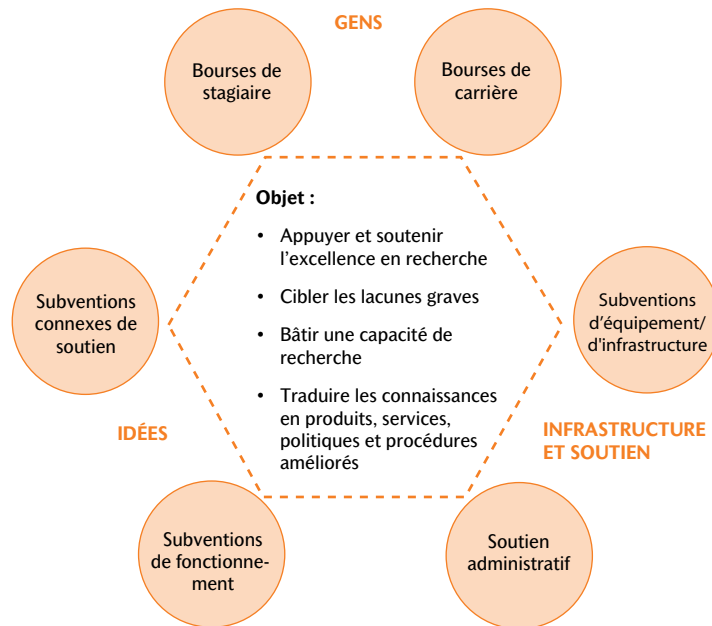 GENS
Bourses de
stagiaire
Bourses de
carrière
Objet :
• Appuyer et soutenir
l'excellence en recherche
• Cibler les lacunes graves
• Bâtir une capacité de
recherche
• Traduire les connaissances
en produits, services,
politiques et procédures
améliorés
Subventions
connexes de
soutien
Subventions
d'équipement/
d'infrastructure
IDÉES
INFRASTRUCTURE
ET SOUTIEN
Subventions
de fonctionne-
ment
Soutien
administratif